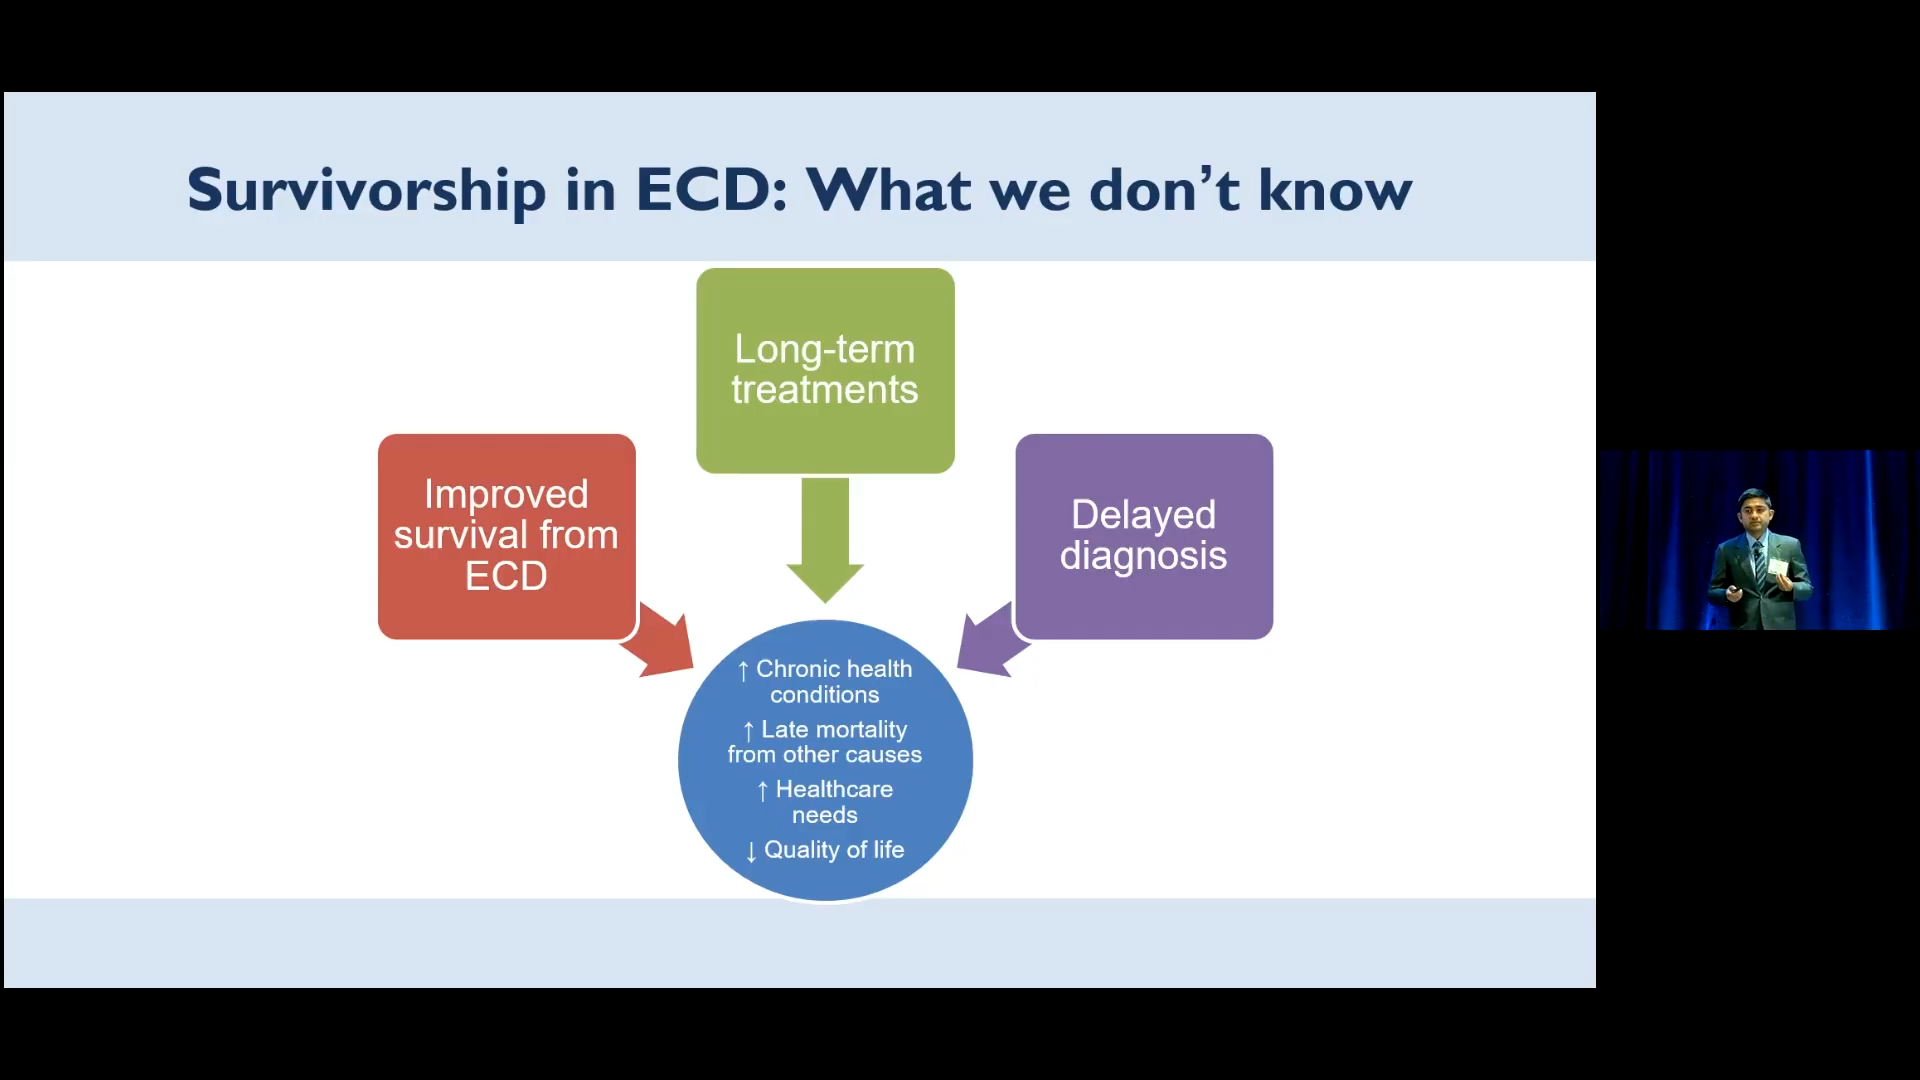 Survivorship in ECD: What we don’t know
Long-term
treatments
Improved
survival from
ECD
Delayed
diagnosis
↑ Chronic health
conditions
↑ Late mortality
from other causes
↑ Healthcare
needs
↓ Quality of life